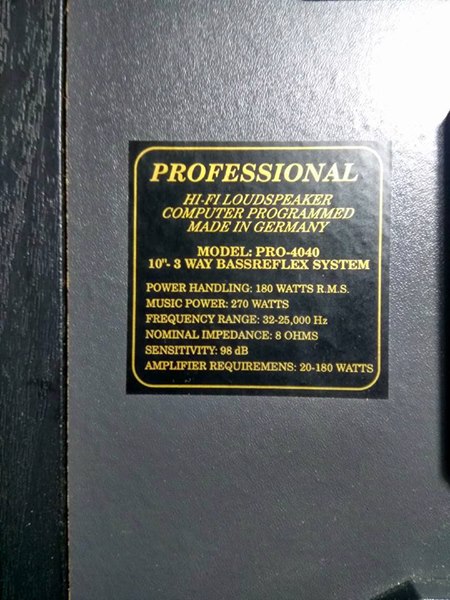 PROFESSIONAL
HI-FI LOUDSPEAKER
COMPUTER PROGRAMMED
MADE IN GERMANY
MODEL: PRO-4040
10"- 3 WAY BASSREFLEX SYSTEM
POWER HANDLING: 180 WATTS R.M.S.
MUSIC POWER: 270 WATTS
FREQUENCY RANGE: 32-25,000 Hz
NOMINAL IMPEDANCE: 8 OHMS
SENSITIVITY: 98 dB
AMPLIFIER REQUIREMENS: 20-180 WATTS